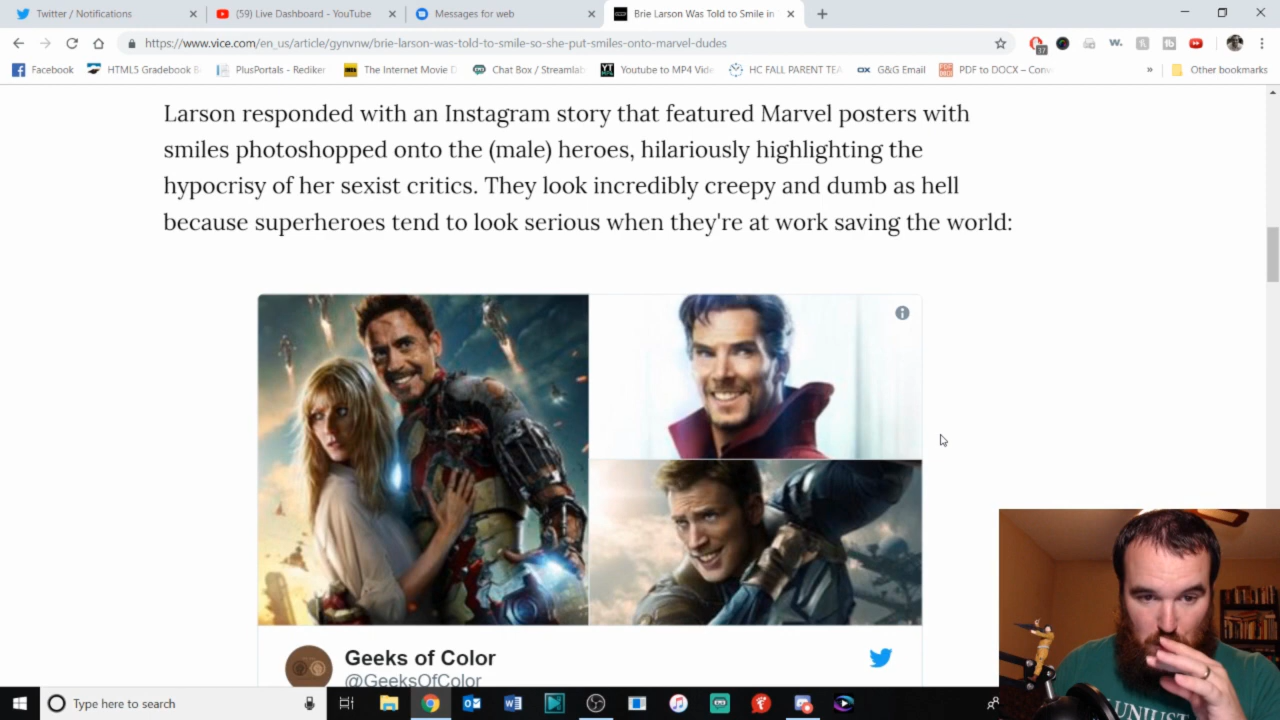 Twitter / Notifications
(59) Live Dashboard - YouTube
Messages for web
Brie Larson Was Told to Smile in
https://www.vice.com/en_us/article/gynvnw/brie-larson-was-told-to-smile-so-she-put-smiles-onto-marvel-dudes
17
W.
fb
Facebook
HTML5 Gradebook B
PlusPortals - Rediker
The Internet Movie D
Chat Box / Streamlab
Youtube to MP4 Vide
HC FALL PARENT TEA
G&G Email
PDF to DOCX – Conv
»
Other bookmarks
Larson responded with an Instagram story that featured Marvel posters with
smiles photoshopped onto the (male) heroes, hilariously highlighting the
hypocrisy of her sexist critics. They look incredibly creepy and dumb as hell
because superheroes tend to look serious when they're at work saving the world:
Geeks of Color
@GeeksOfColor
Type here to search